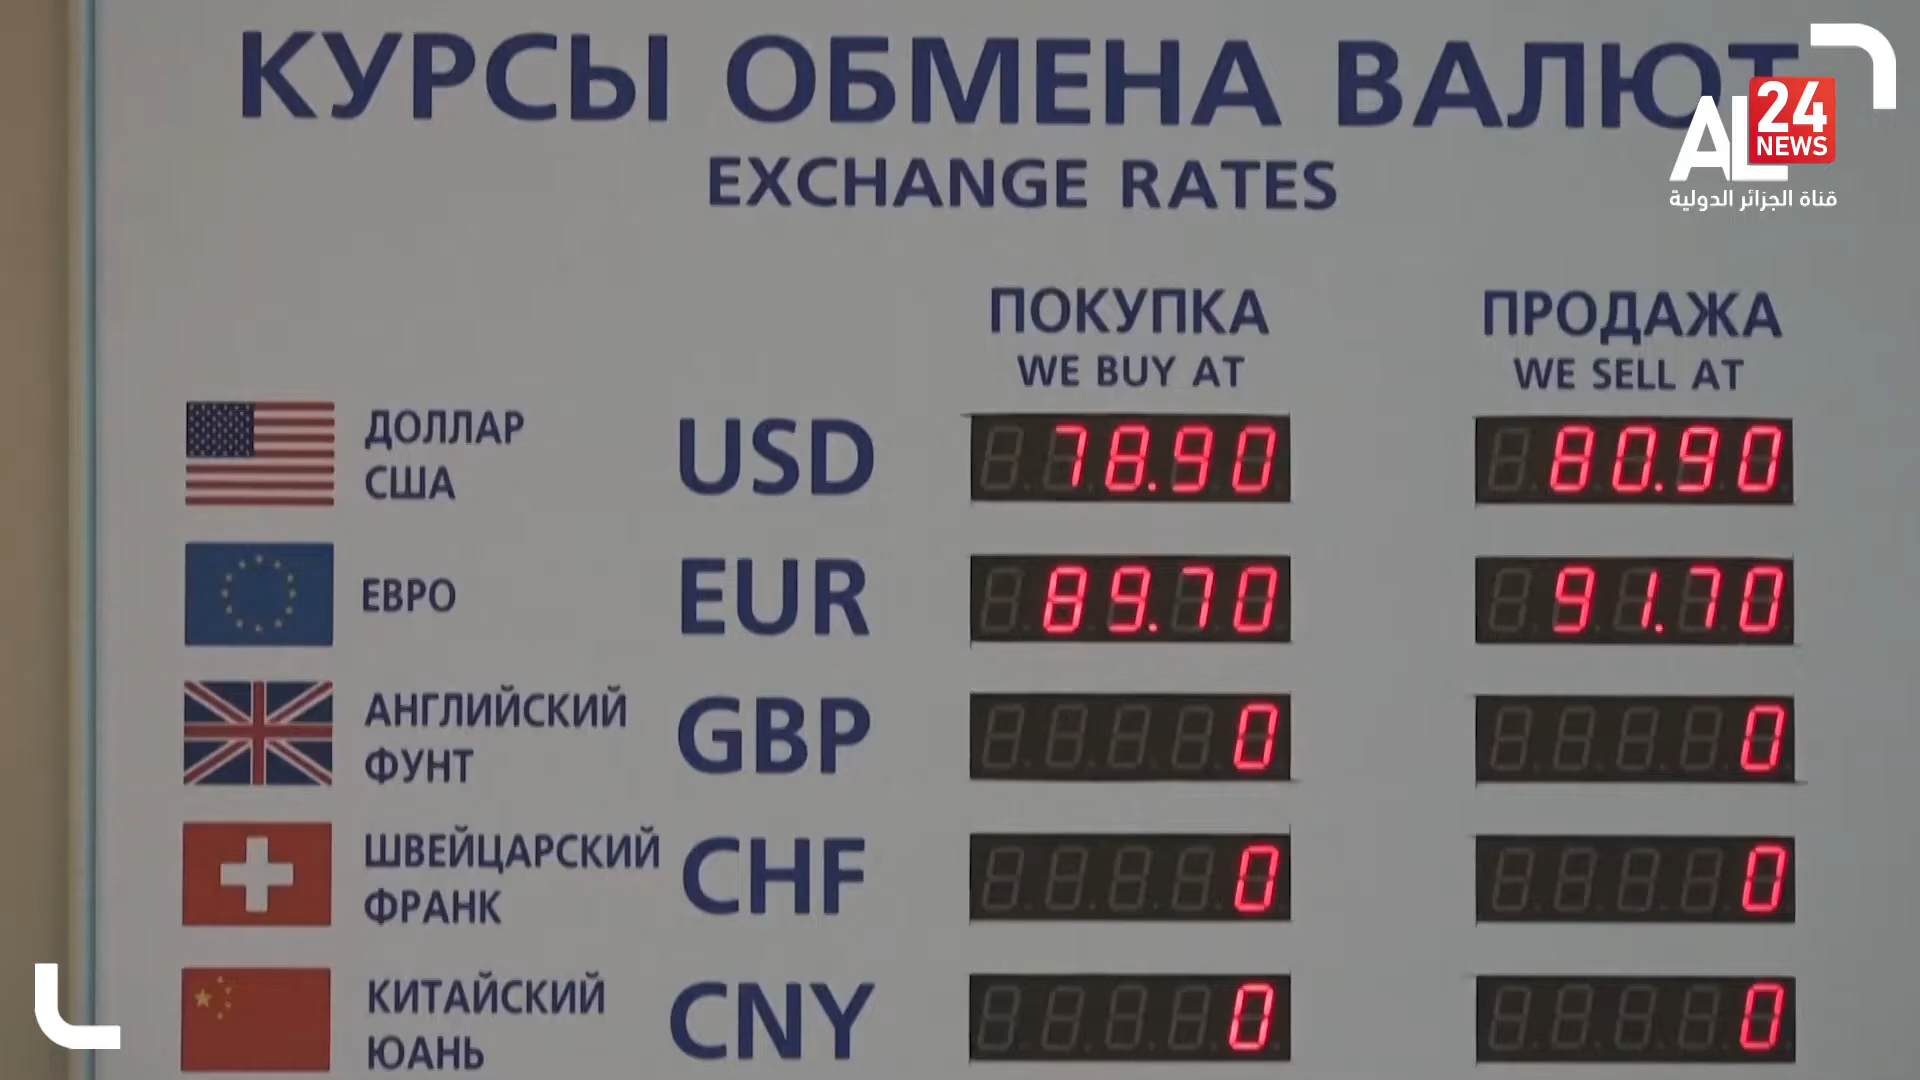 КУРСЫ ОБМЕНА ВАЛЮТ
EXCHANGE RATES
AL 24 NEWS
قناة الجزائر الدولية
ПОКУПКА ПРОДАЖА
WE BUY AT WE SELL AT
ДОЛЛАР США USD 78.90 80.90
ЕВРО EUR 89.70 91.70
АНГЛИЙСКИЙ ФУНТ GBP 0 0
ШВЕЙЦАРСКИЙ ФРАНК CHF 0 0
КИТАЙСКИЙ ЮАНЬ CNY 0 0